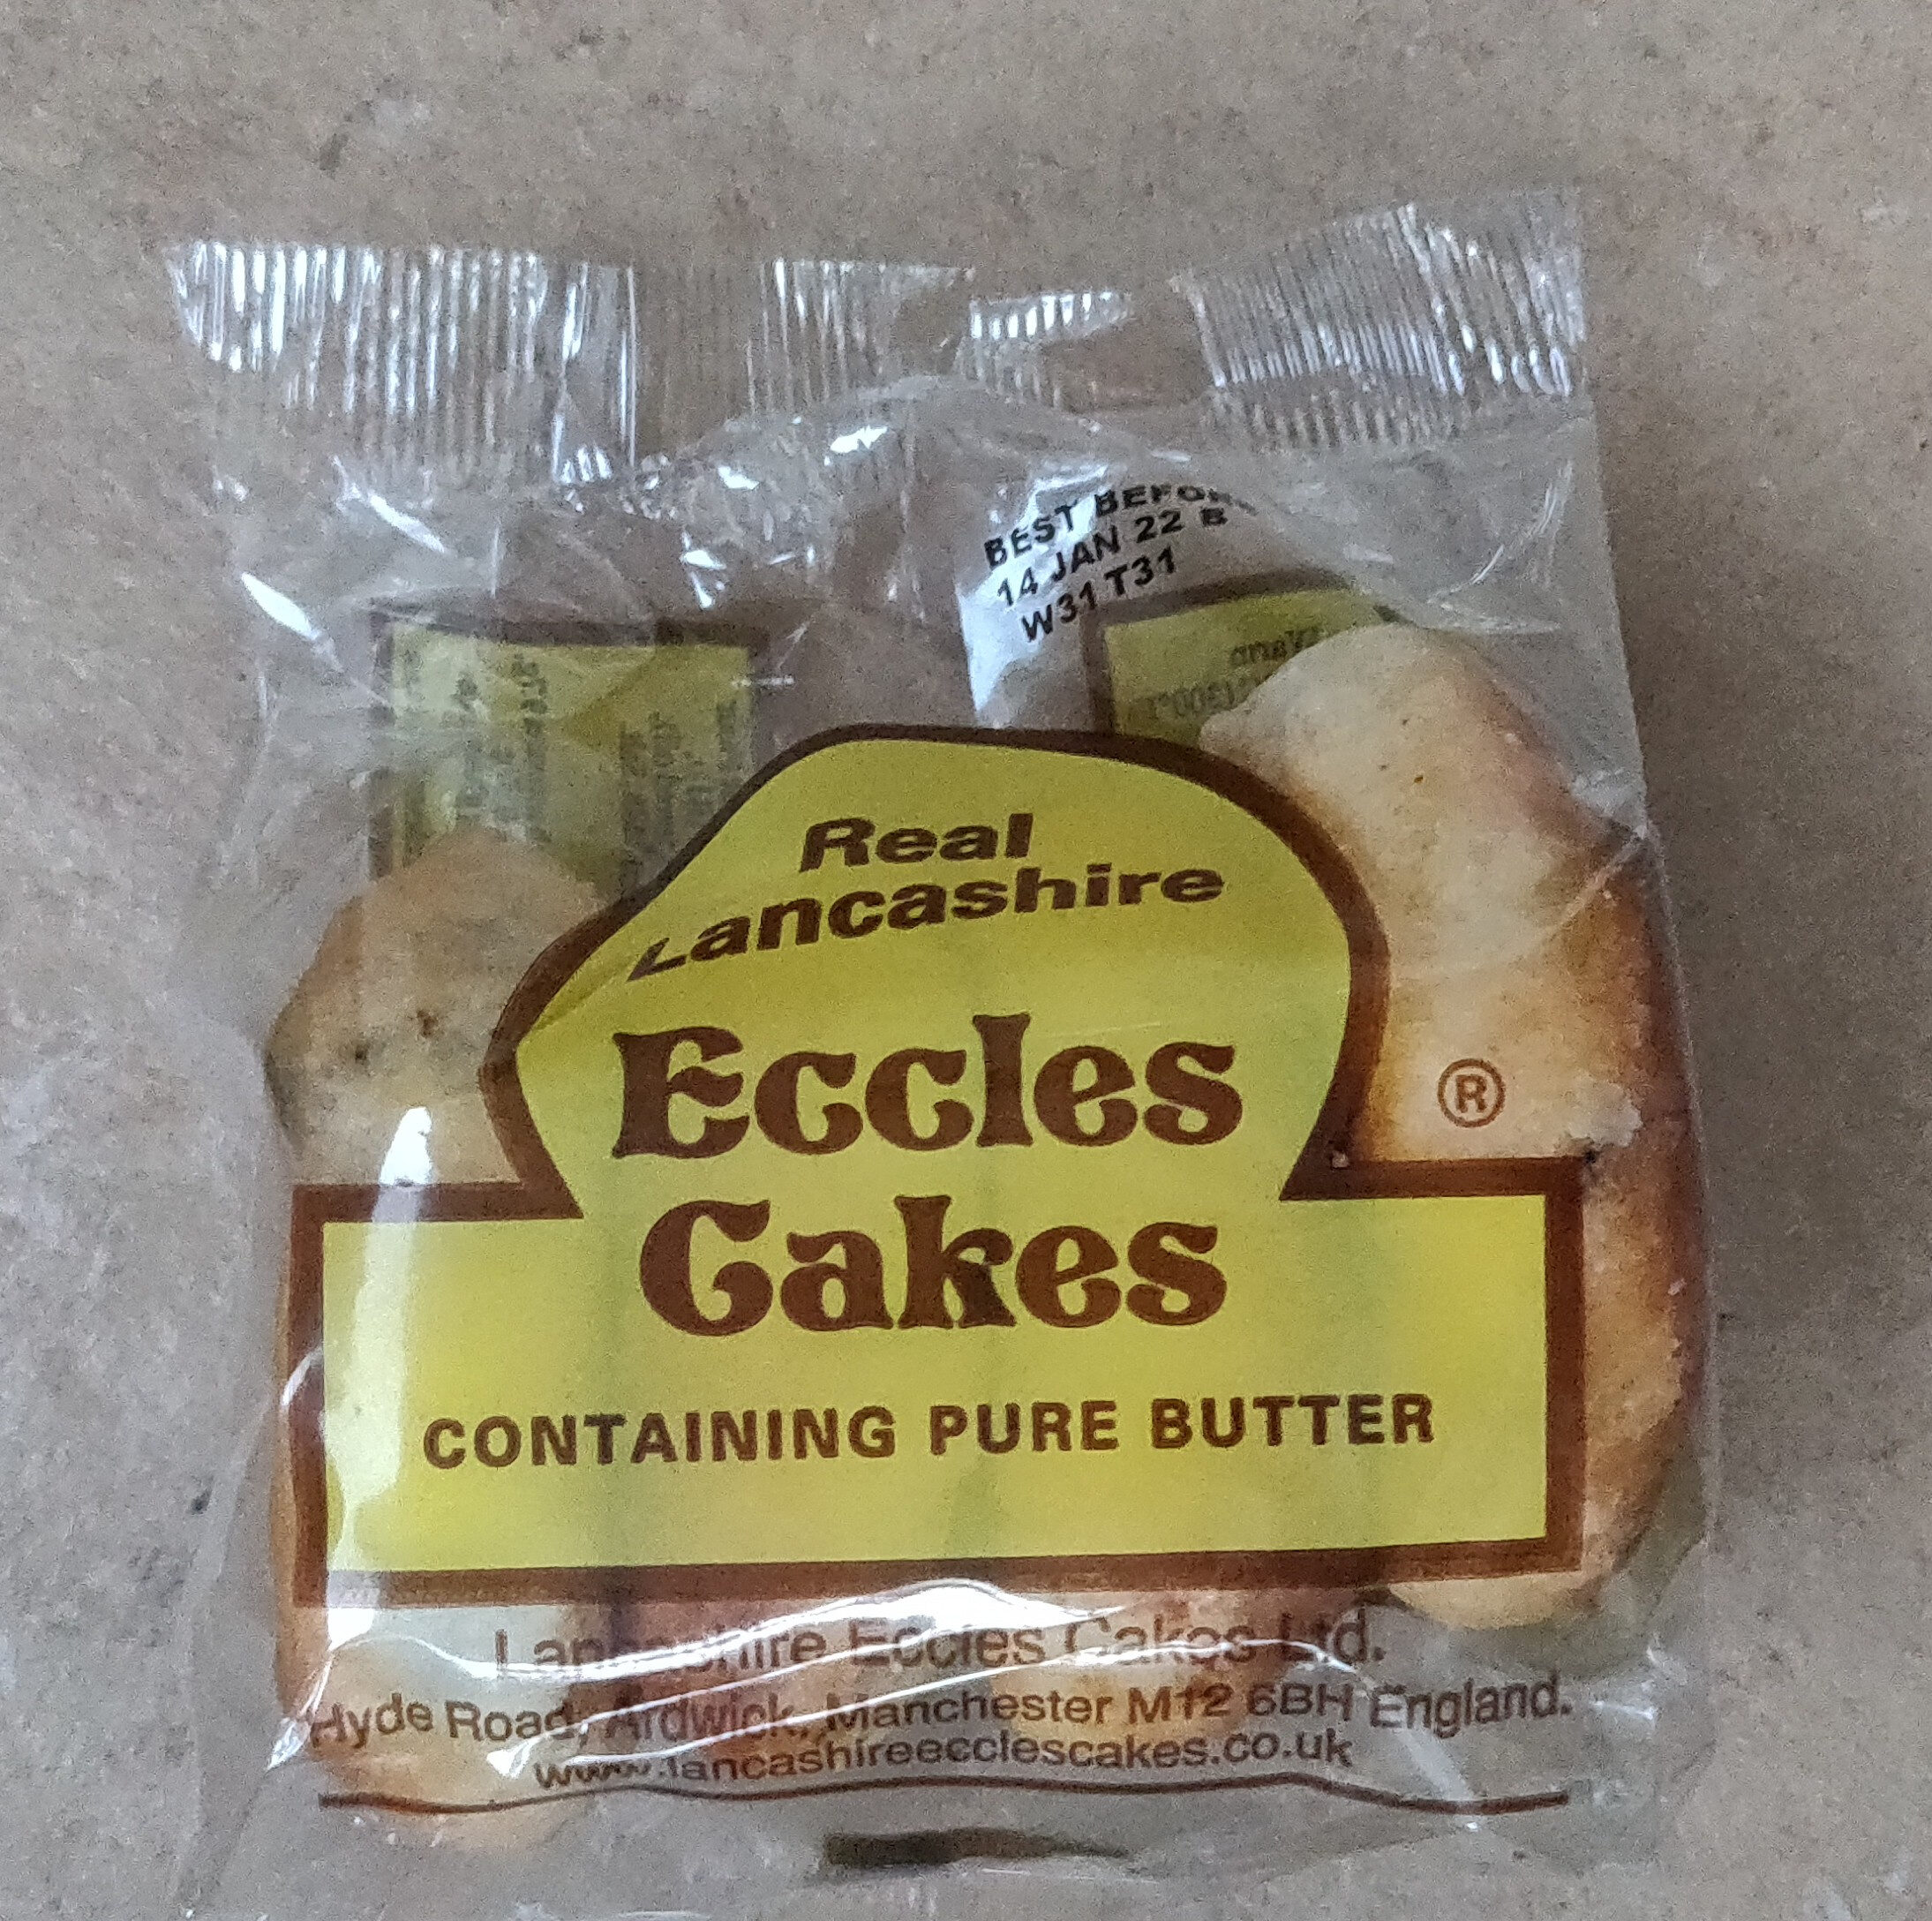 BEST BEFORE
14 JAN 22 B
W31 T31
Real
Lancashire
Eccles
Cakes
®
CONTAINING PURE BUTTER
Lancashire Eccles Cakes Ltd.
Hyde Road, Ardwick, Manchester M12 6BH England.
www.lancashireecclescakes.co.uk